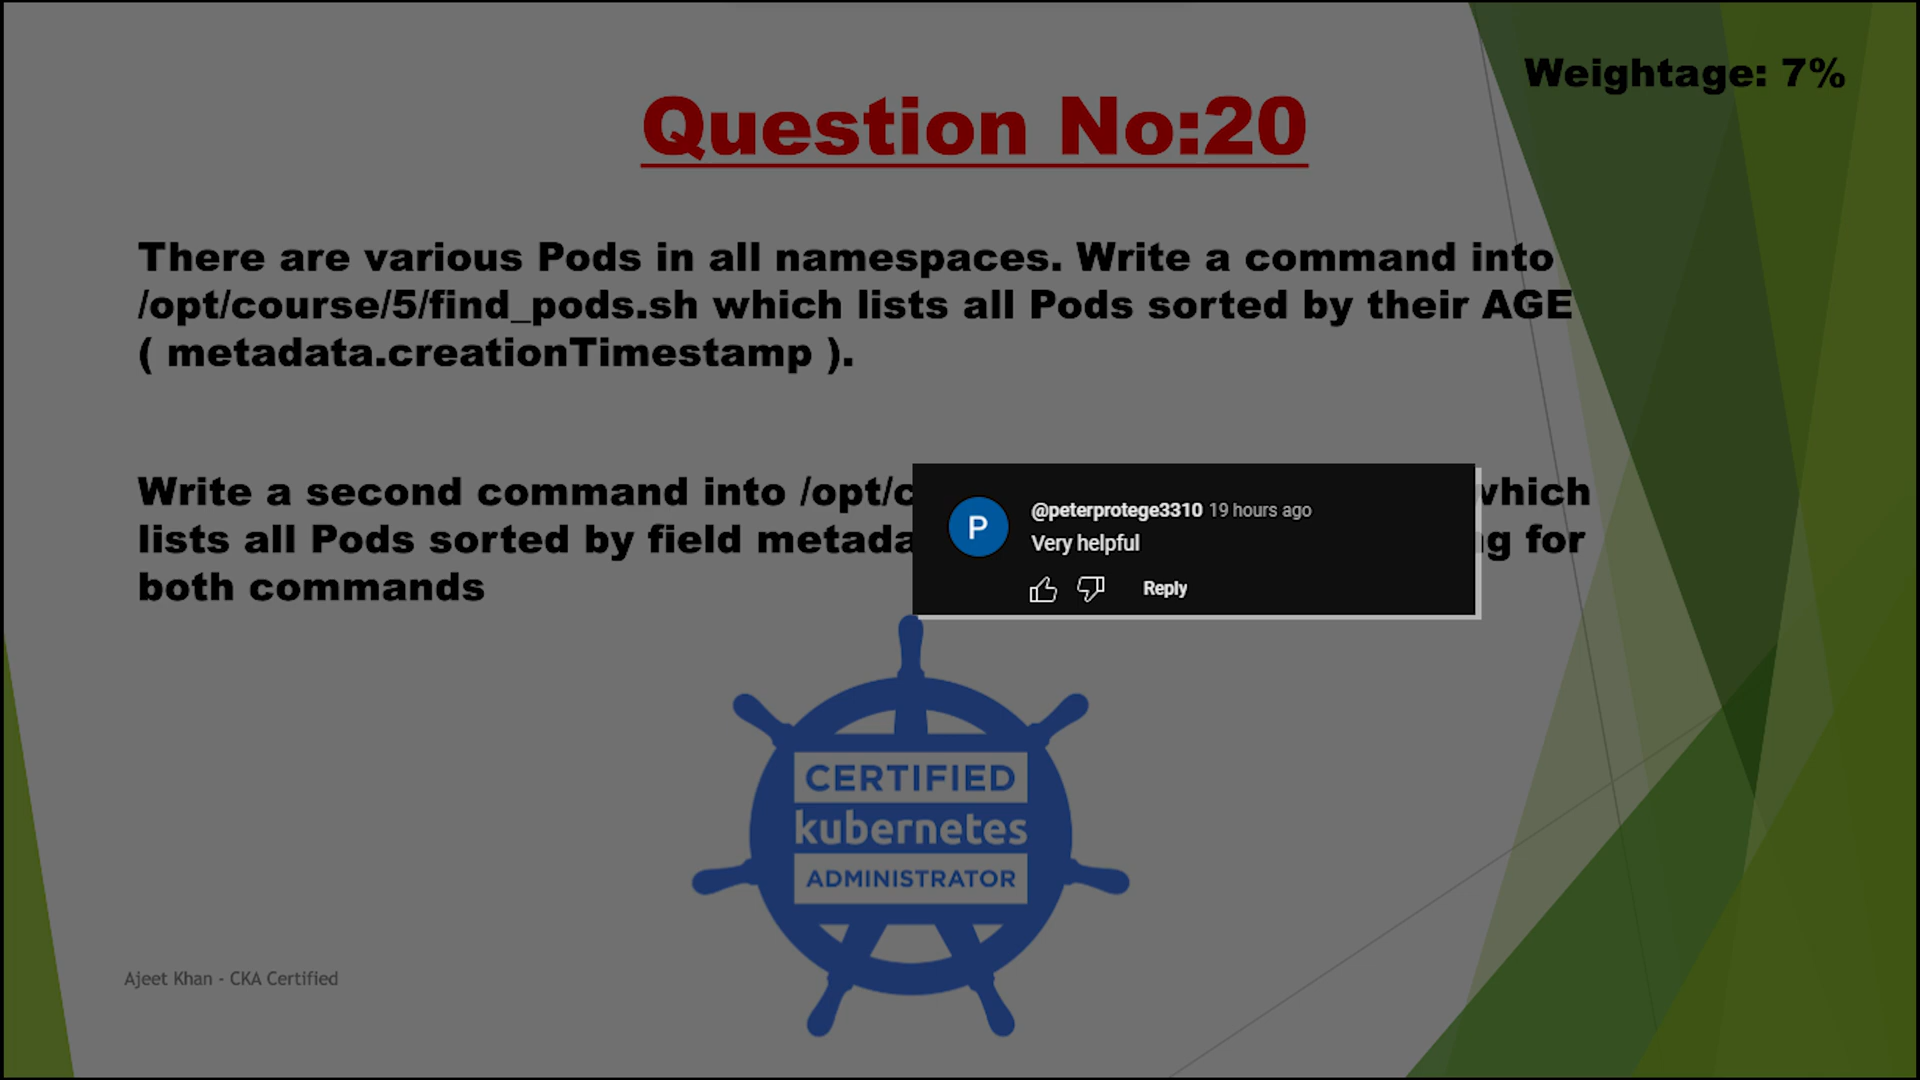 Weightage: 7%
Question No:20
There are various Pods in all namespaces. Write a command into
/opt/course/5/find_pods.sh which lists all Pods sorted by their AGE
( metadata.creationTimestamp ).
Write a second command into /opt/c
which
lists all Pods sorted by field metada
for
both commands
@peterprotege3310 19 hours ago
P
Very helpful
Reply
CERTIFIED
kubernetes
ADMINISTRATOR
Ajeet Khan - CKA Certified